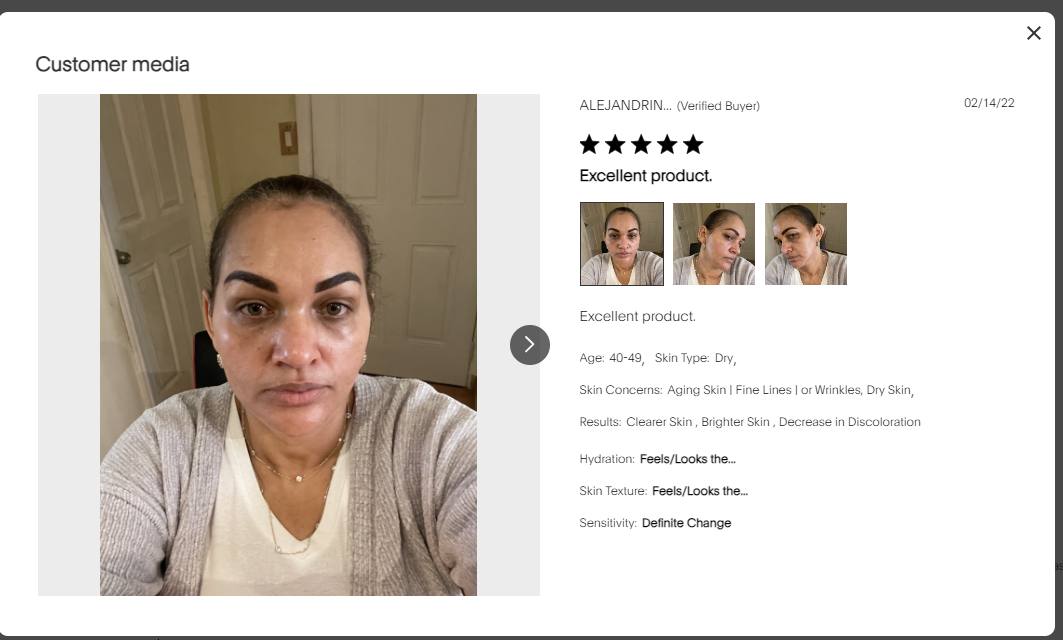 Customer media
ALEJANDRIN... (Verified Buyer) 02/14/22
Excellent product.
Excellent product.
Age: 40-49, Skin Type: Dry,
Skin Concerns: Aging Skin | Fine Lines | or Wrinkles, Dry Skin,
Results: Clearer Skin , Brighter Skin , Decrease in Discoloration
Hydration: Feels/Looks the...
Skin Texture: Feels/Looks the...
Sensitivity: Definite Change